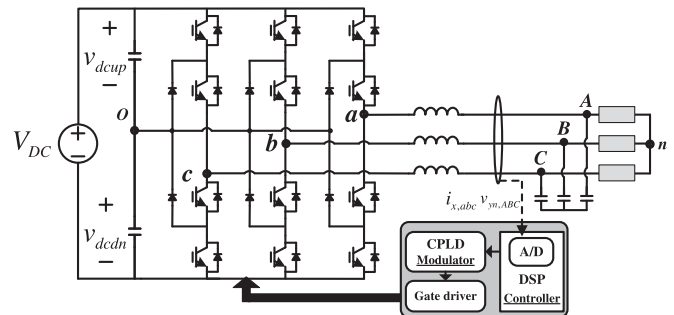 +
v_dcup
−
o
V_DC
+
−
+
v_dcdn
−
a
b
c
A
B
C
n
i_x,abc v_yn,ABC
CPLD
Modulator
Gate driver
A/D
DSP
Controller